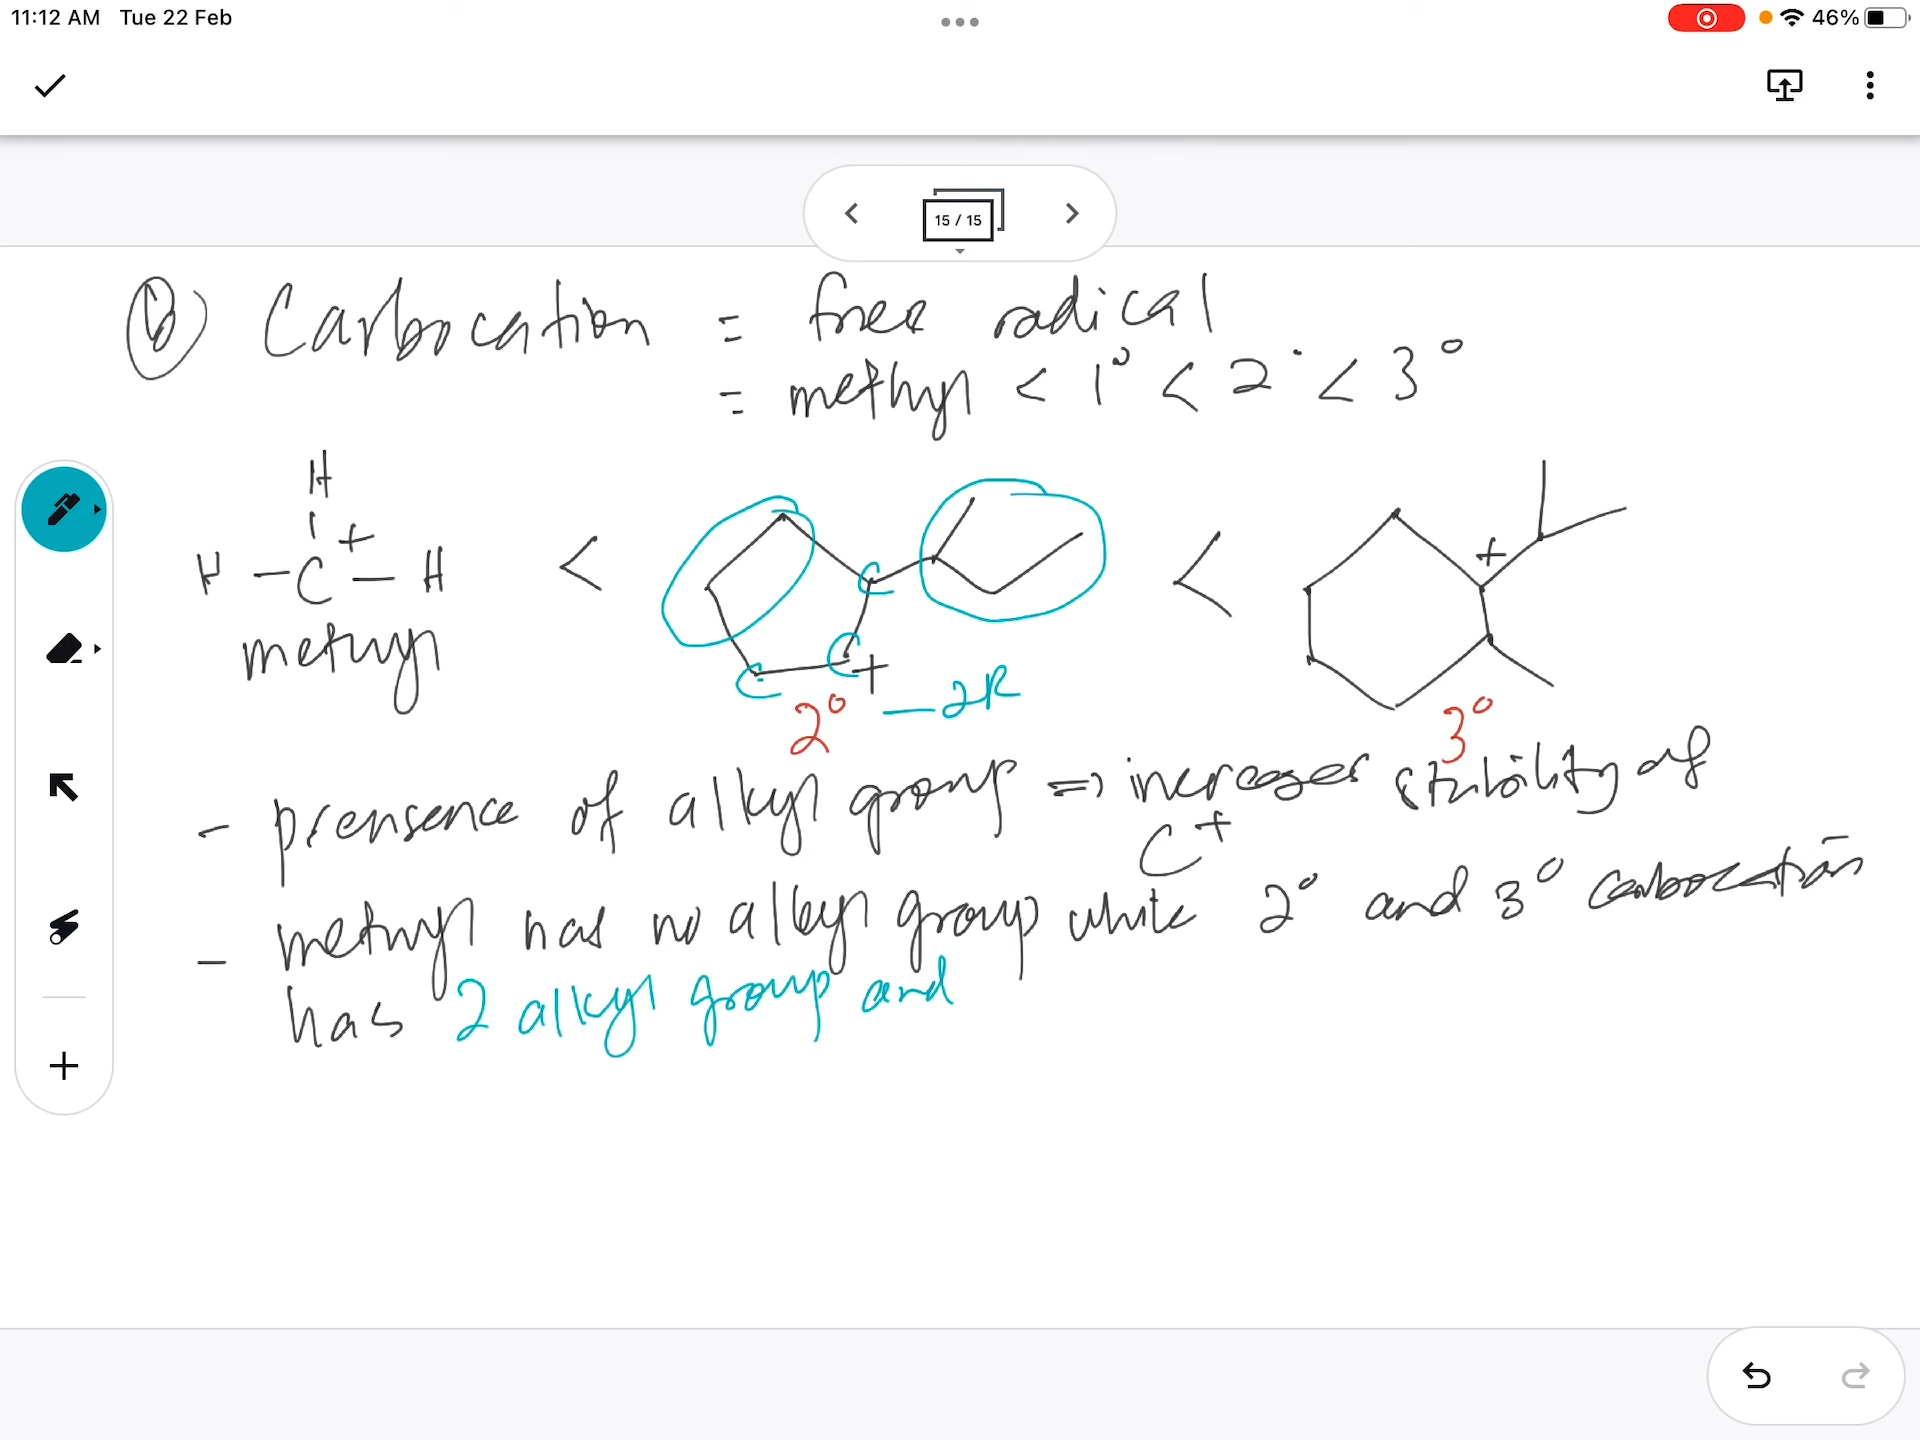 11:12 AM Tue 22 Feb
46%
15 / 15
b Carbocation = free radical
= methyl < 1° < 2° < 3°
H
H - C + - H < C C C + < +
methyl
2° - 2R 3°
- prensence of alkyl group => increases stability of
C+
- methyl has no alkyl group while 2° and 3° carbocation
has 2 alkyl group and